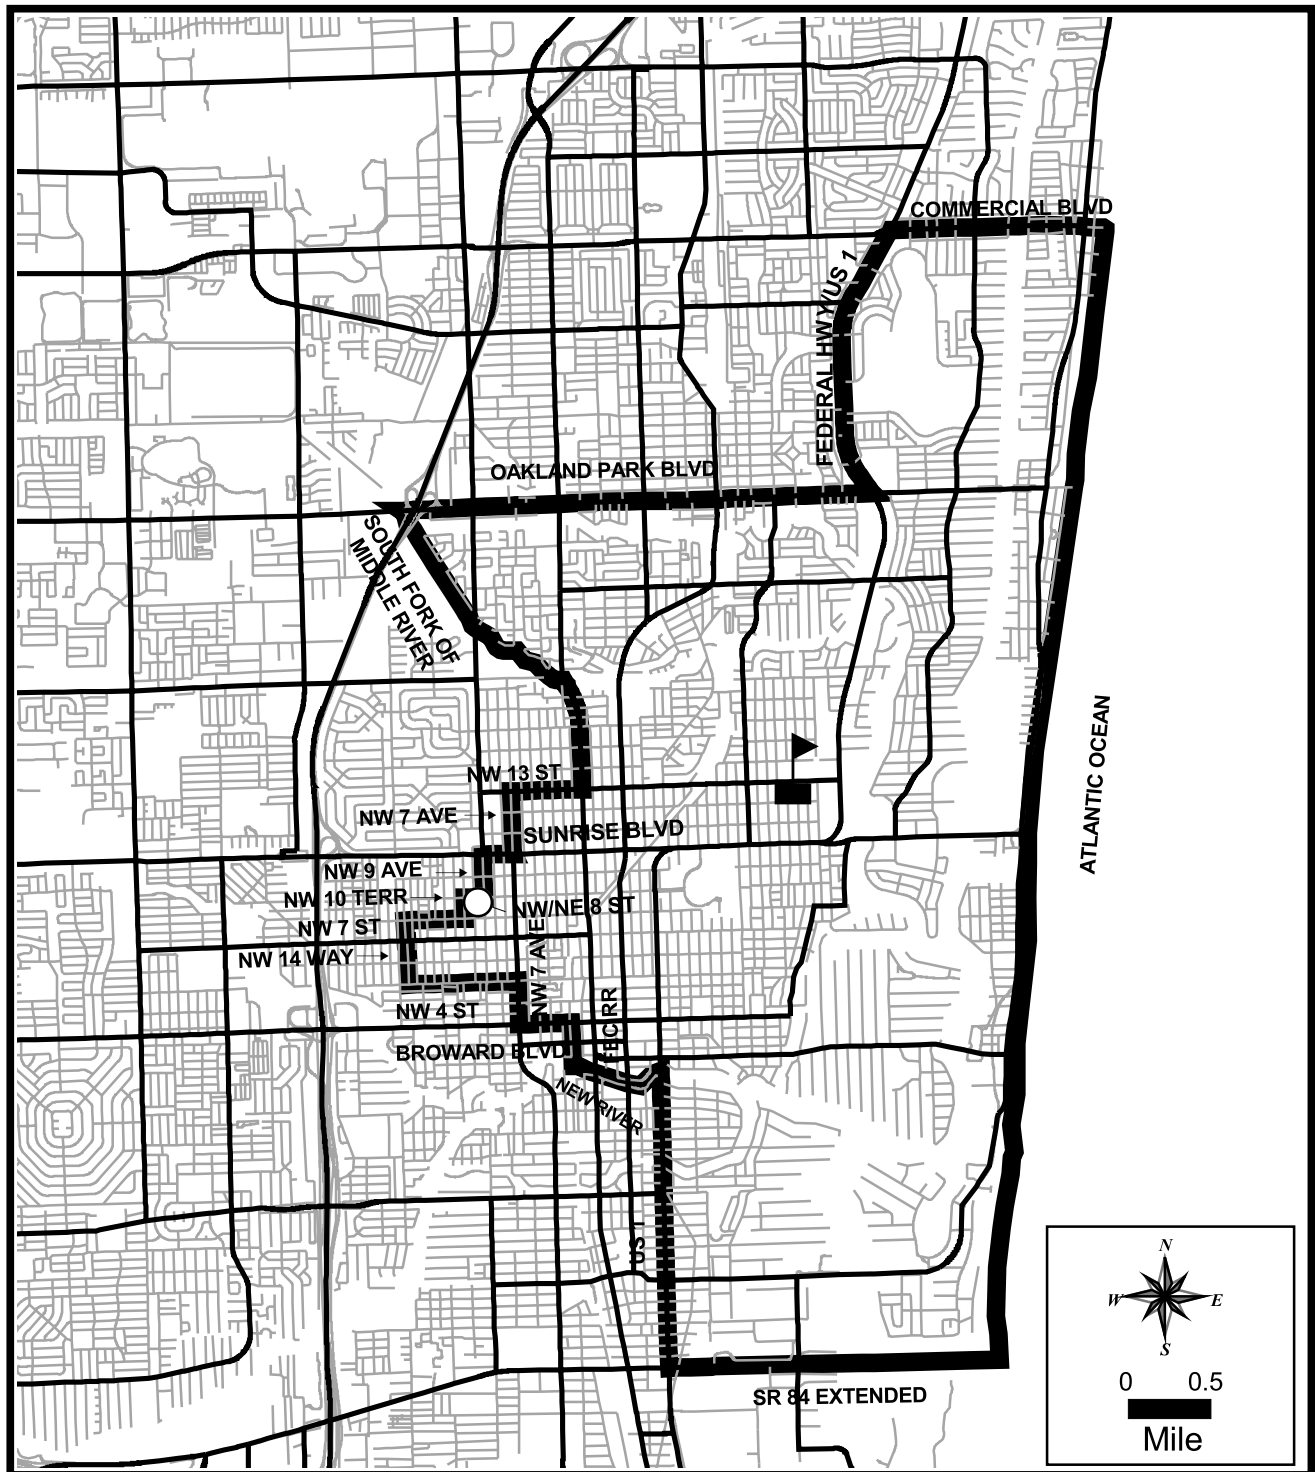 COMMERCIAL BLVD
FEDERAL HWY/US 1
OAKLAND PARK BLVD
SOUTH FORK OF
MIDDLE RIVER
ATLANTIC OCEAN
NW 13 ST
NW 7 AVE
SUNRISE BLVD
NW 9 AVE
NW 10 TERR
NW/NE 8 ST
NW 7 ST
NW 7 AVE
NW 14 WAY
FEC RR
NW 4 ST
BROWARD BLVD
NEW RIVER
US 1
SR 84 EXTENDED
N
W
E
S
0 0.5
Mile